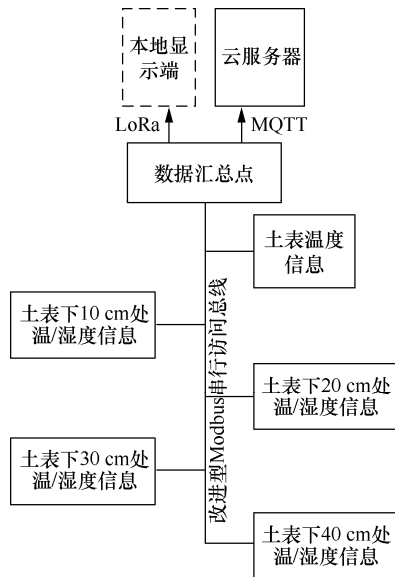 本地显
示端
云服务器
LoRa
MQTT
数据汇总点
土表温度
信息
土表下10 cm处
温/湿度信息
改进型Modbus串行访问总线
土表下20 cm处
温/湿度信息
土表下30 cm处
温/湿度信息
土表下40 cm处
温/湿度信息